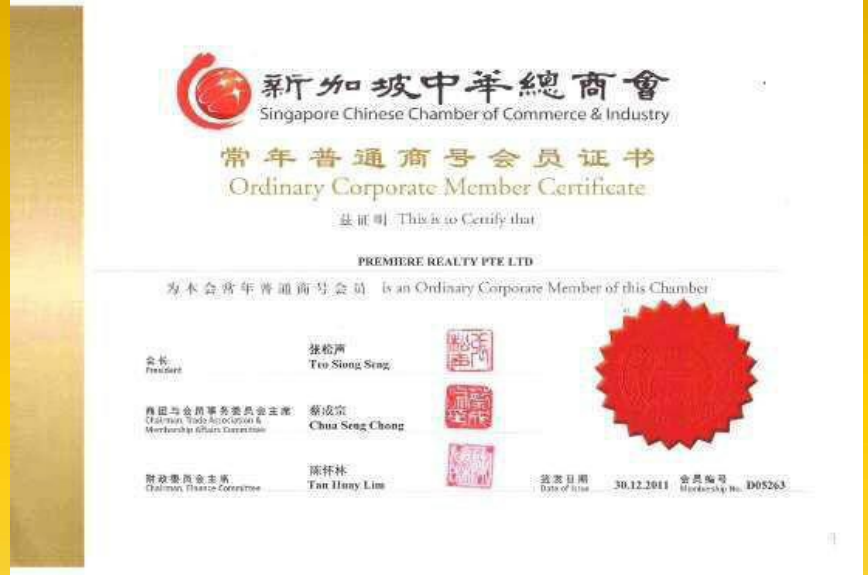 新加坡中华總商會
Singapore Chinese Chamber of Commerce & Industry
常年普通商号会员证书
Ordinary Corporate Member Certificate
兹证明 This is to Certify that
PREMIERE REALTY PTE LTD
为本会常年普通商号会员 is an Ordinary Corporate Member of this Chamber
会长
President
张松声
Teo Siong Seng
商团与会员事务委员会主席
Chairman, Trade Association &
Membership Affairs Committee
蔡成宗
Chua Seng Chong
财政委员会主席
Chairman, Finance Committee
陈怀林
Tan Huay Lim
签发日期
Date of Issue
30.12.2011
会员编号
Membership No.
D05263